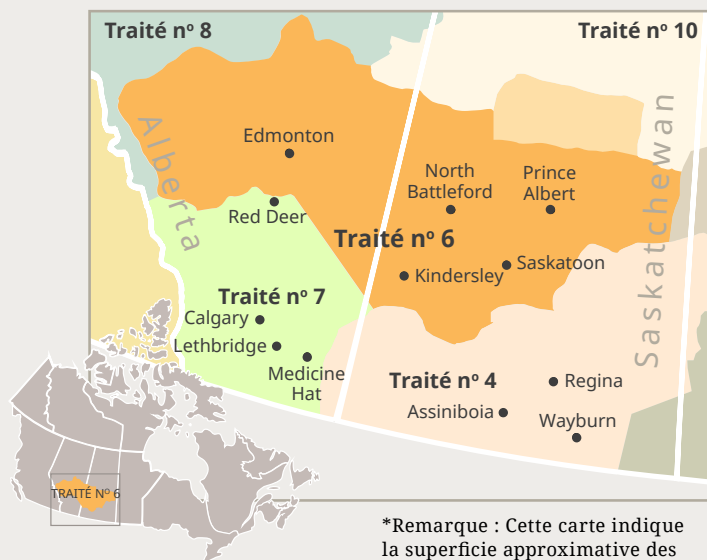 Traité nº 8
Traité nº 10
Alberta
Saskatchewan
Edmonton
North
Battleford
Prince
Albert
Red Deer
Traité nº 6
Saskatoon
Kindersley
Traité nº 7
Calgary
Lethbridge
Medicine
Hat
Traité nº 4
Regina
Assiniboia
Wayburn
TRAITÉ Nº 6
*Remarque : Cette carte indique
la superficie approximative des